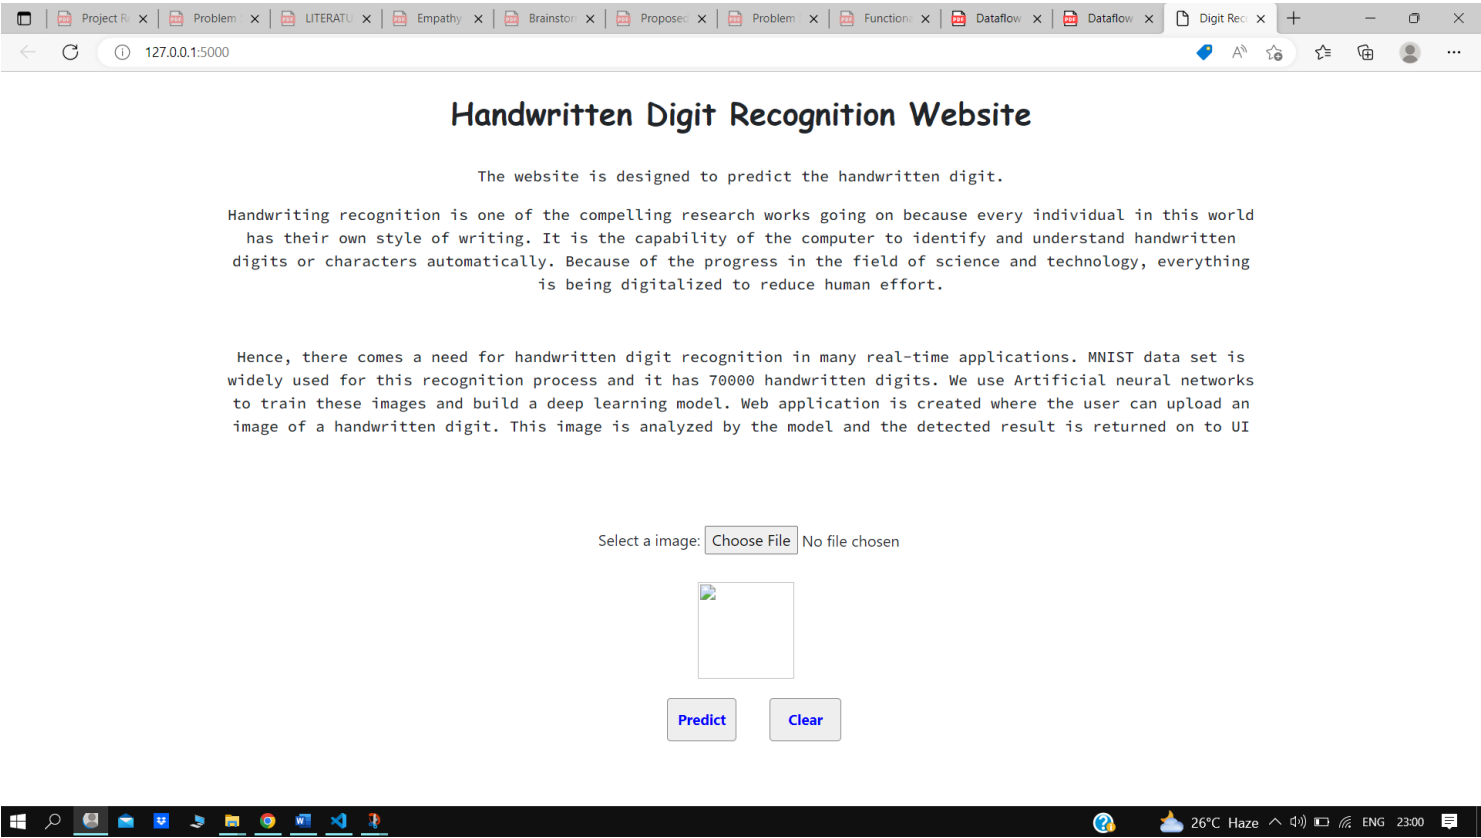 Project R
Problem
LITERATU
Empathy
Brainstor
Proposed
Problem
Functiona
Dataflow
Dataflow
Digit Rec
127.0.0.1:5000
Handwritten Digit Recognition Website
The website is designed to predict the handwritten digit.
Handwriting recognition is one of the compelling research works going on because every individual in this world
has their own style of writing. It is the capability of the computer to identify and understand handwritten
digits or characters automatically. Because of the progress in the field of science and technology, everything
is being digitalized to reduce human effort.
Hence, there comes a need for handwritten digit recognition in many real-time applications. MNIST data set is
widely used for this recognition process and it has 70000 handwritten digits. We use Artificial neural networks
to train these images and build a deep learning model. Web application is created where the user can upload an
image of a handwritten digit. This image is analyzed by the model and the detected result is returned on to UI
Select a image: Choose File No file chosen
Predict Clear
26°C Haze ENG 23:00